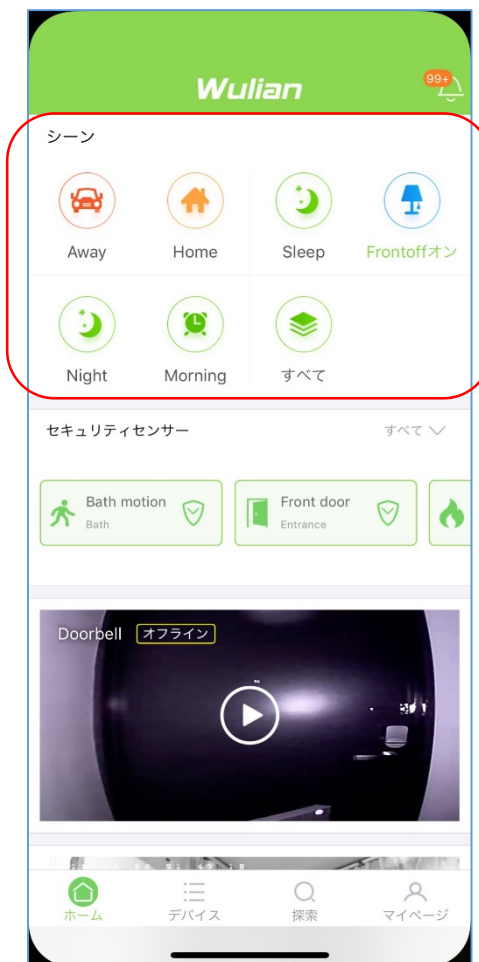 Wulian
99+
シーン
Away Home Sleep Frontoffオン
Night Morning すべて
セキュリティセンサー すべて
Bath motion Front door
Bath Entrance
Doorbell オフライン
ホーム デバイス 探索 マイページ